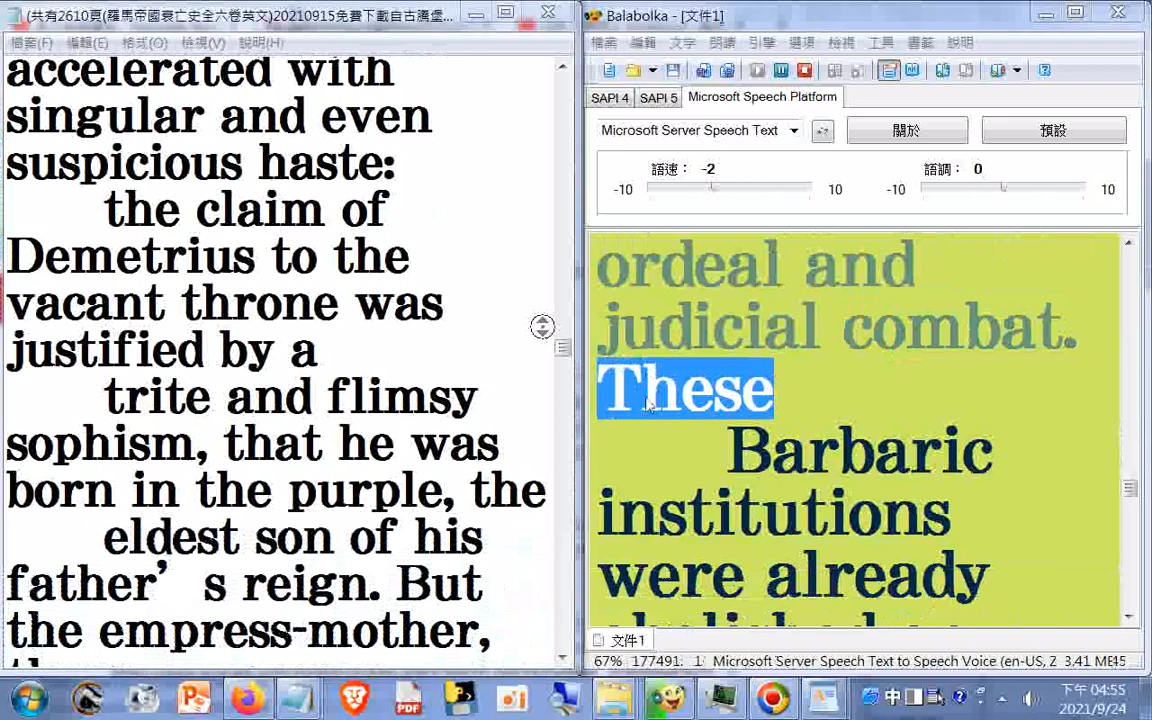 (共有2610頁(羅馬帝國衰亡史全六卷英文)20210915免費下載自古騰堡...
檔案(F) 編輯(E) 格式(O) 檢視(V) 說明(H)
accelerated with
singular and even
suspicious haste:
the claim of
Demetrius to the
vacant throne was
justified by a
trite and flimsy
sophism, that he was
born in the purple, the
eldest son of his
father’s reign. But
the empress-mother,
Balabolka - [文件1]
檔案 編輯 文字 朗讀 引擎 選項 檢視 工具 書籤 說明
SAPI 4 SAPI 5 Microsoft Speech Platform
Microsoft Server Speech Text 關於 預設
語速: -2 語調: 0
-10 10 -10 10
ordeal and
judicial combat.
These
Barbaric
institutions
were already
文件1
67% 177491. Microsoft Server Speech Text to Speech Voice (en-US, Z 3.41 ME
PDF 中 下午 04:55
2021/9/24